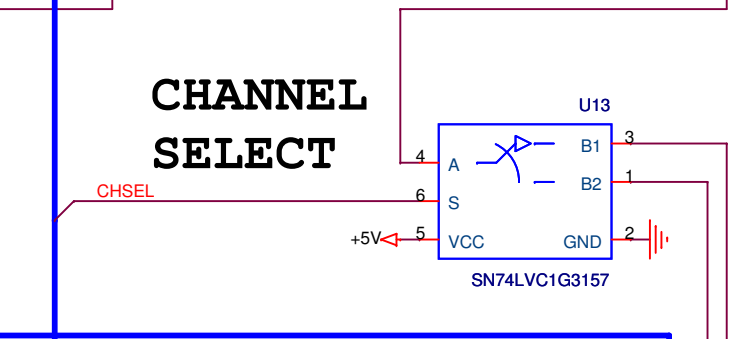 CHANNEL
SELECT
U13
4 A B1 3
CHSEL 6 S B2 1
+5V 5 VCC GND 2
SN74LVC1G3157